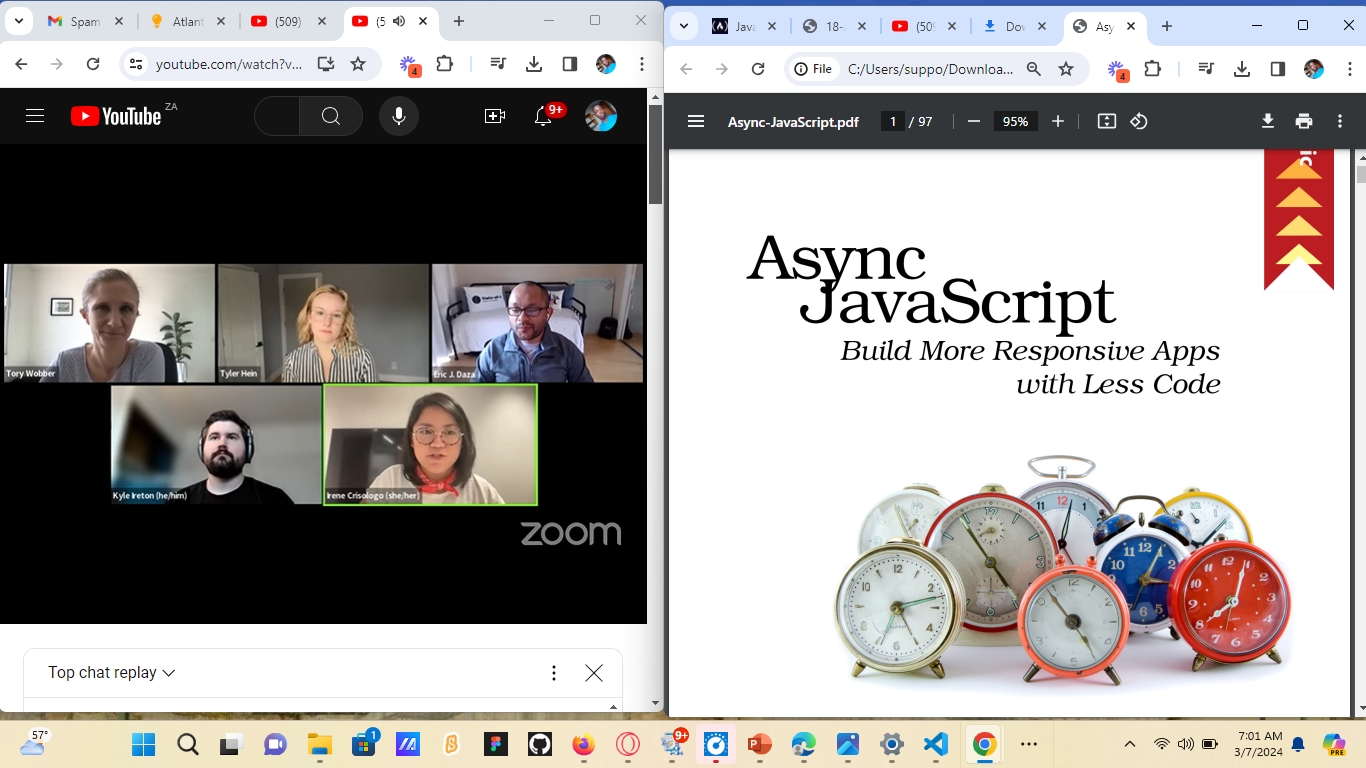 Spam
Atlant
(509)
(5
youtube.com/watch?v...
4
YouTube
ZA
9+
Tory Wobber
Tyler Hein
Eric J. Daza
Kyle Ireton (he/him)
Irene Crisologo (she/her)
zoom
Top chat replay
Java
18-
(509
Dov
Asy
File
C:/Users/suppo/Downloa...
4
Async-JavaScript.pdf
1 / 97
95%
Async
JavaScript
Build More Responsive Apps
with Less Code
57°
1
9+
7:01 AM
3/7/2024
PRE